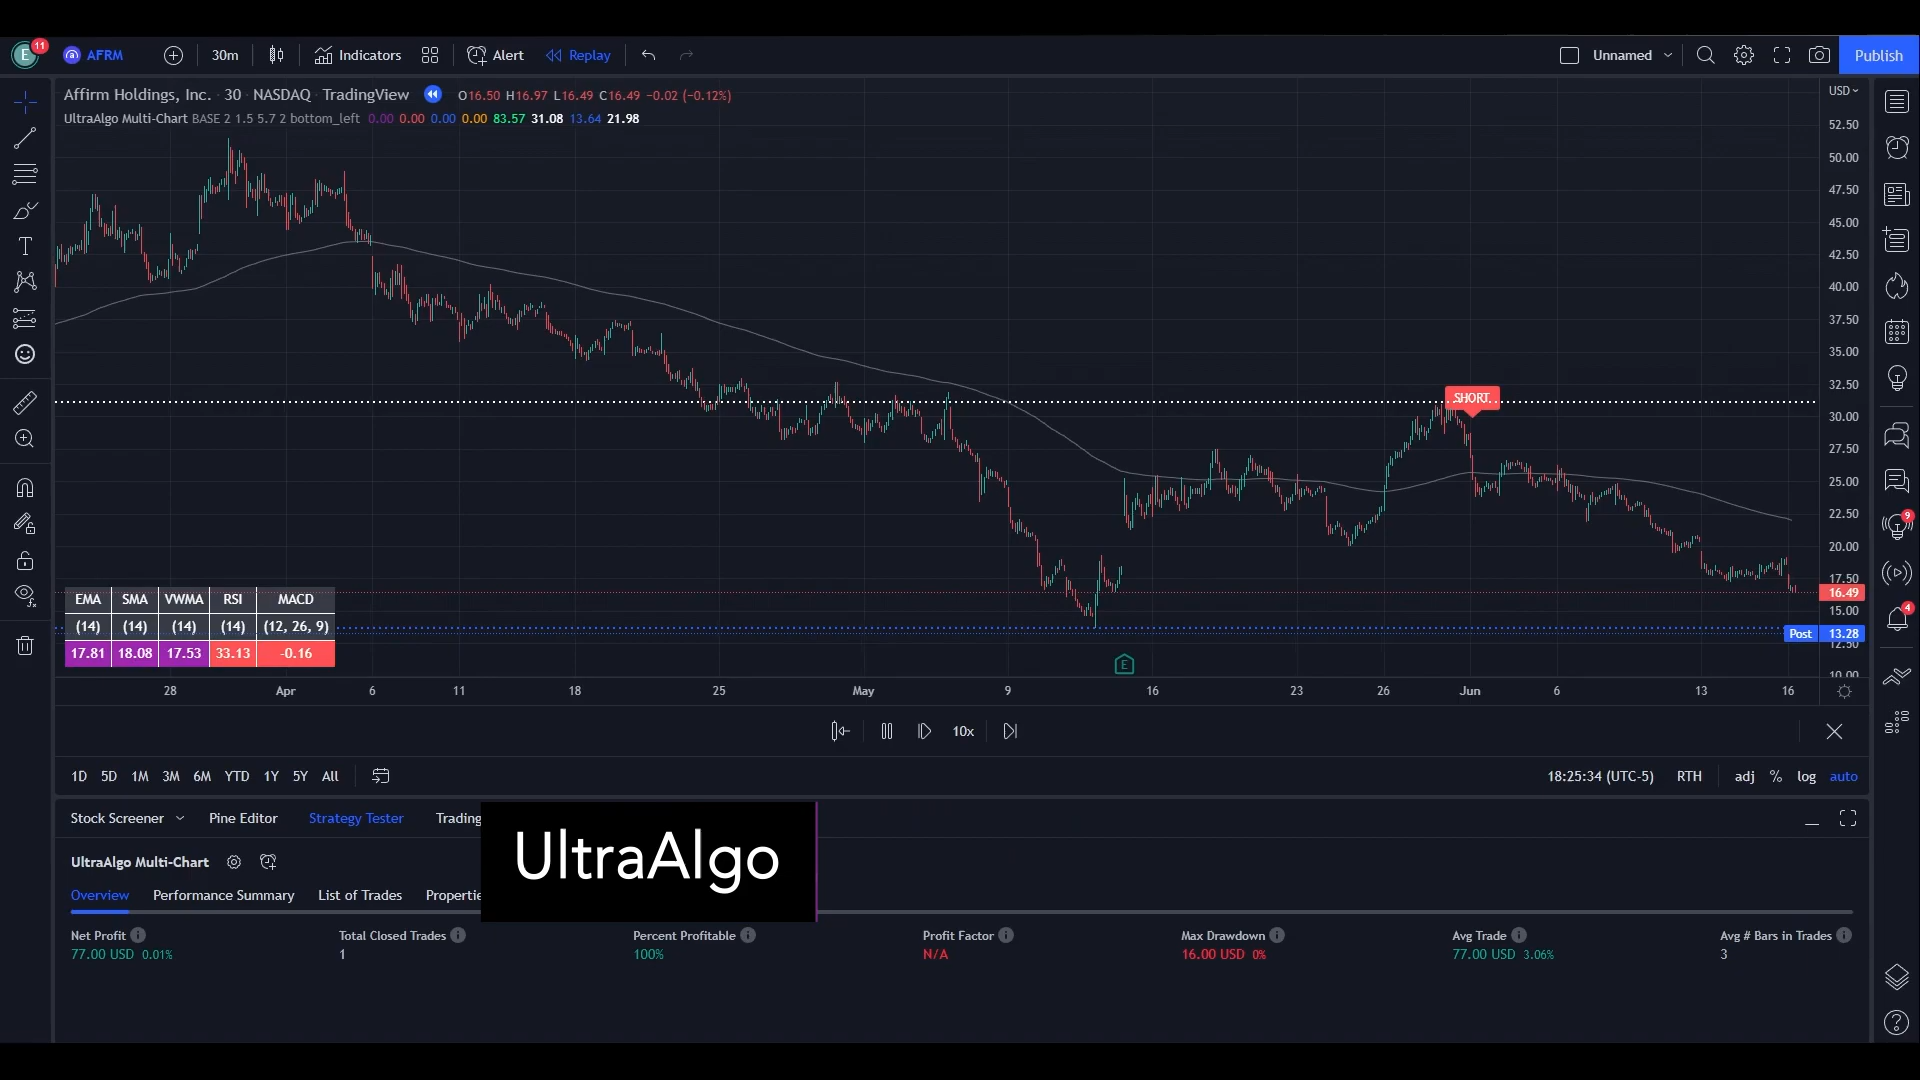 E 11 AFRM 30m Indicators Alert Replay Unnamed Publish
Affirm Holdings, Inc. · 30 · NASDAQ · TradingView O16.50 H16.97 L16.49 C16.49 −0.02 (−0.12%)
USD
UltraAlgo Multi-Chart BASE 2 1.5 5.7 2 bottom_left 0.00 0.00 0.00 0.00 83.57 31.08 13.64 21.98
52.50
50.00
47.50
45.00
42.50
40.00
37.50
35.00
32.50
SHORT
30.00
27.50
25.00
22.50
9
20.00
17.50
16.49
15.00
4
Post 13.28
12.50
10.00
EMA SMA VWMA RSI MACD
(14) (14) (14) (14) (12, 26, 9)
17.81 18.08 17.53 33.13 -0.16
E
28 Apr 6 11 18 25 May 9 16 23 26 Jun 6 13 16
10x
1D 5D 1M 3M 6M YTD 1Y 5Y All 18:25:34 (UTC-5) RTH adj % log auto
Stock Screener Pine Editor Strategy Tester Trading
UltraAlgo
UltraAlgo Multi-Chart
Overview Performance Summary List of Trades Propertie
Net Profit Total Closed Trades Percent Profitable Profit Factor Max Drawdown Avg Trade Avg # Bars in Trades
77.00 USD 0.01% 1 100% N/A 16.00 USD 0% 77.00 USD 3.06% 3